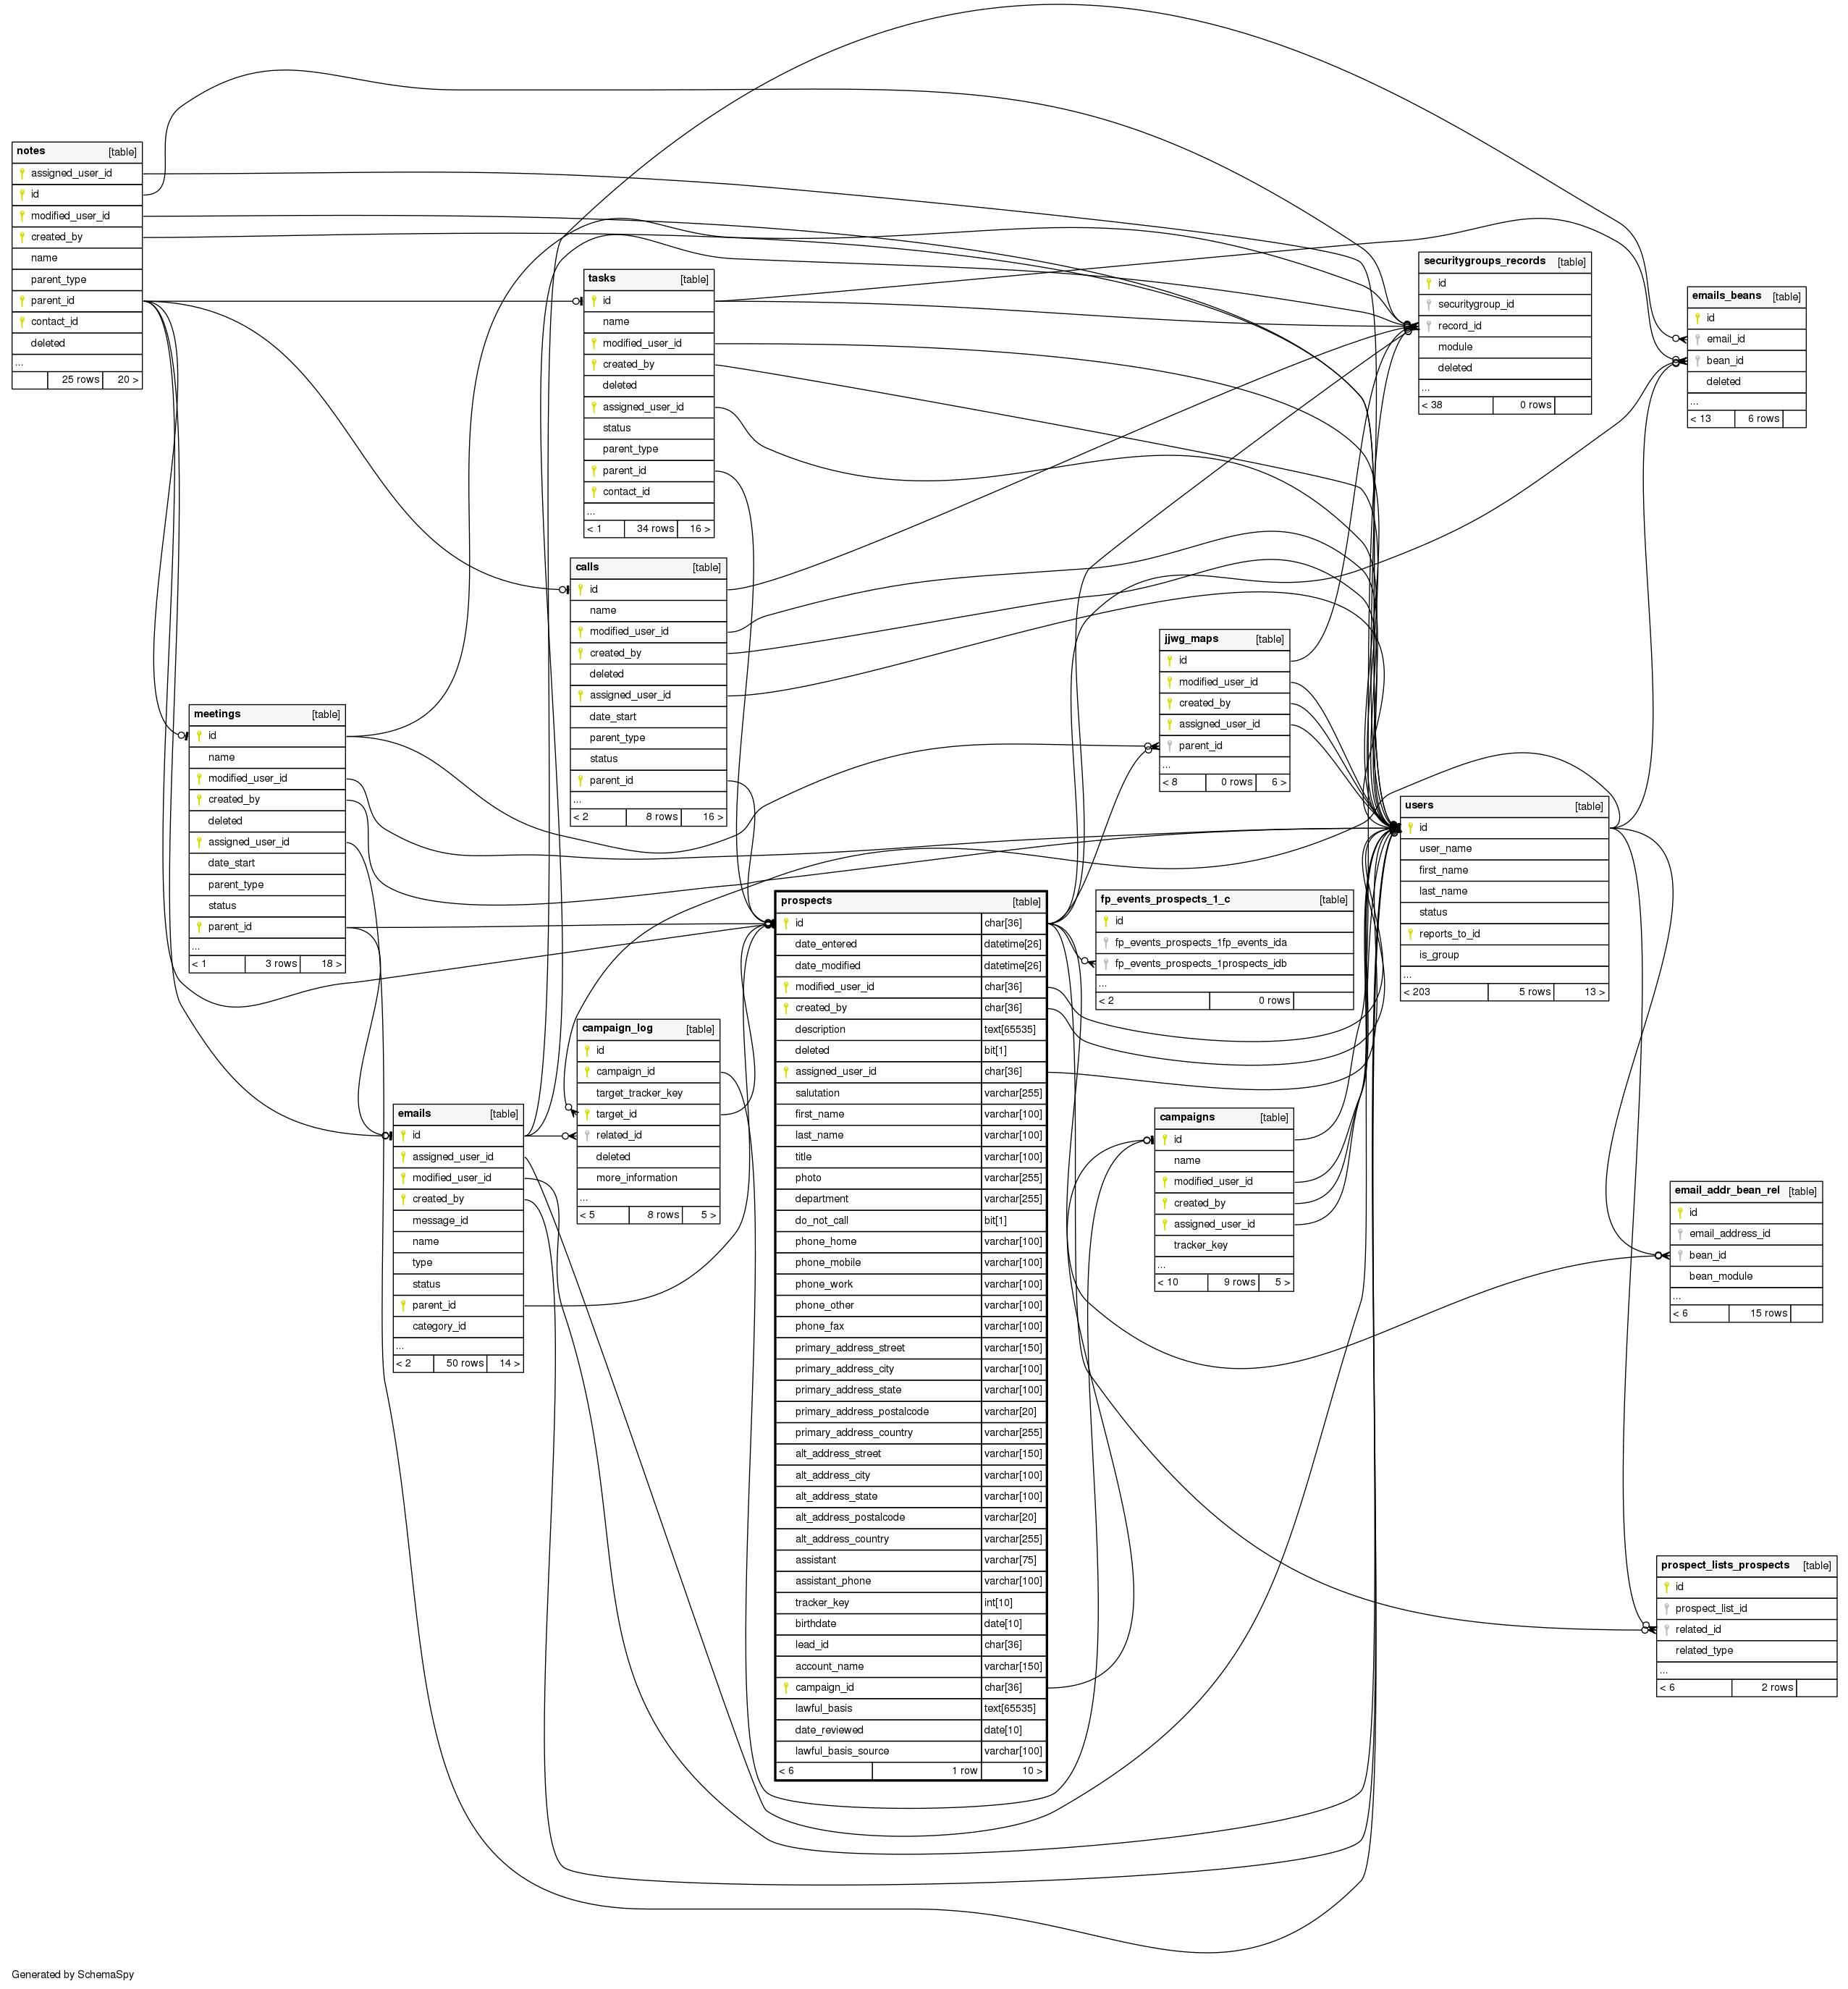 notes [table]
assigned_user_id
id
modified_user_id
created_by
name
parent_type
parent_id
contact_id
deleted
...
25 rows 20 >
tasks [table]
id
name
modified_user_id
created_by
deleted
assigned_user_id
status
parent_type
parent_id
contact_id
...
< 1 34 rows 16 >
securitygroups_records [table]
id
securitygroup_id
record_id
module
deleted
...
< 38 0 rows
emails_beans [table]
id
email_id
bean_id
deleted
...
< 13 6 rows
calls [table]
id
name
modified_user_id
created_by
deleted
assigned_user_id
date_start
parent_type
status
parent_id
...
< 2 8 rows 16 >
jjwg_maps [table]
id
modified_user_id
created_by
assigned_user_id
parent_id
...
< 8 0 rows 6 >
meetings [table]
id
name
modified_user_id
created_by
deleted
assigned_user_id
date_start
parent_type
status
parent_id
...
< 1 3 rows 18 >
users [table]
id
user_name
first_name
last_name
status
reports_to_id
is_group
...
< 203 5 rows 13 >
prospects [table]
id char[36]
date_entered datetime[26]
date_modified datetime[26]
modified_user_id char[36]
created_by char[36]
description text[65535]
deleted bit[1]
assigned_user_id char[36]
salutation varchar[255]
first_name varchar[100]
last_name varchar[100]
title varchar[100]
photo varchar[255]
department varchar[255]
do_not_call bit[1]
phone_home varchar[100]
phone_mobile varchar[100]
phone_work varchar[100]
phone_other varchar[100]
phone_fax varchar[100]
primary_address_street varchar[150]
primary_address_city varchar[100]
primary_address_state varchar[100]
primary_address_postalcode varchar[20]
primary_address_country varchar[255]
alt_address_street varchar[150]
alt_address_city varchar[100]
alt_address_state varchar[100]
alt_address_postalcode varchar[20]
alt_address_country varchar[255]
assistant varchar[75]
assistant_phone varchar[100]
tracker_key int[10]
birthdate date[10]
lead_id char[36]
account_name varchar[150]
campaign_id char[36]
lawful_basis text[65535]
date_reviewed date[10]
lawful_basis_source varchar[100]
< 6 1 row 10 >
fp_events_prospects_1_c [table]
id
fp_events_prospects_1fp_events_ida
fp_events_prospects_1prospects_idb
...
< 2 0 rows
campaign_log [table]
id
campaign_id
target_tracker_key
target_id
related_id
deleted
more_information
...
< 5 8 rows 5 >
emails [table]
id
assigned_user_id
modified_user_id
created_by
message_id
name
type
status
parent_id
category_id
...
< 2 50 rows 14 >
campaigns [table]
id
name
modified_user_id
created_by
assigned_user_id
tracker_key
...
< 10 9 rows 5 >
email_addr_bean_rel [table]
id
email_address_id
bean_id
bean_module
...
< 6 15 rows
prospect_lists_prospects [table]
id
prospect_list_id
related_id
related_type
...
< 6 2 rows
Generated by SchemaSpy